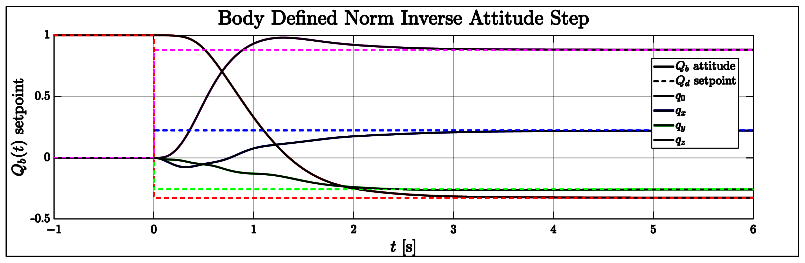 Body Defined Norm Inverse Attitude Step
Q_b(t) setpoint
1
0.5
0
-0.5
-1
0
1
2
3
4
5
6
t [s]
Q_b attitude
Q_d setpoint
q_0
q_x
q_y
q_z